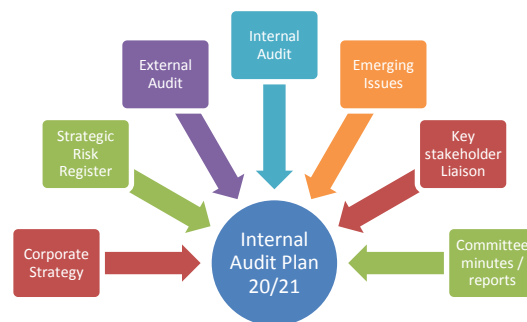 Internal
Audit
External
Audit
Emerging
Issues
Strategic
Risk
Register
Key
stakeholder
Liaison
Corporate
Strategy
Internal
Audit Plan
20/21
Committee
minutes /
reports